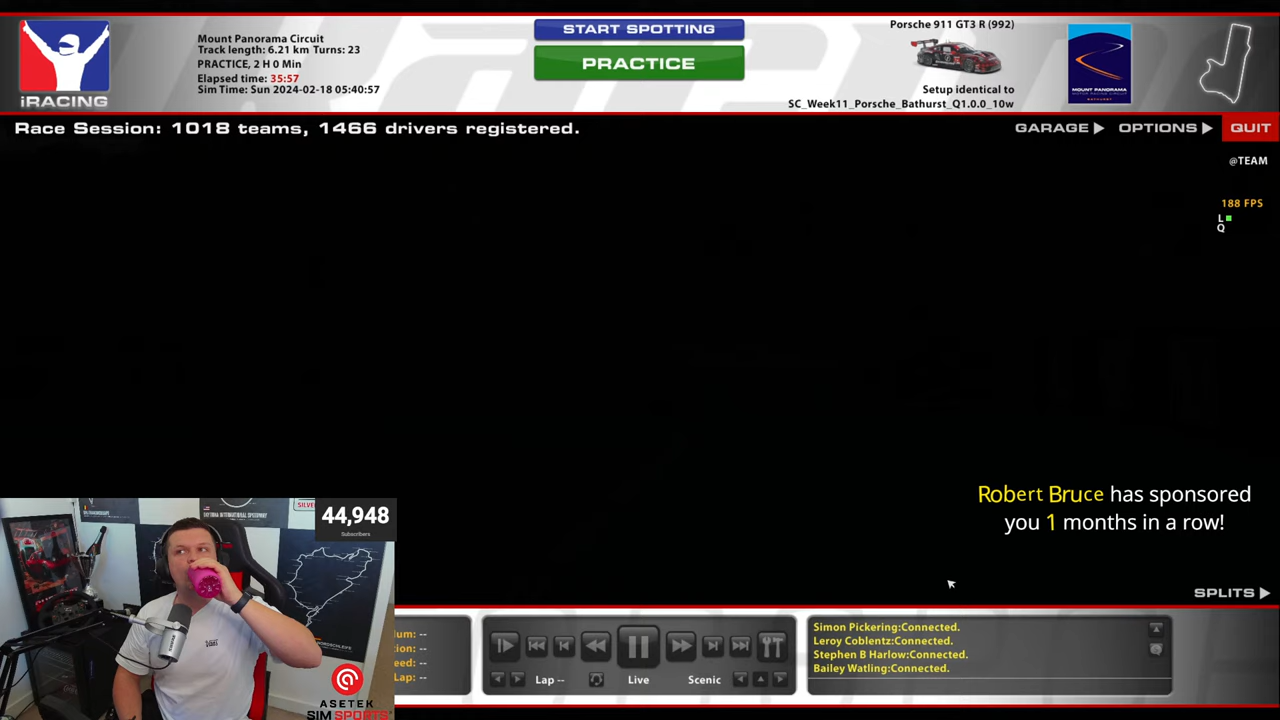 iRACING
Mount Panorama Circuit
Track length: 6.21 km Turns: 23
PRACTICE, 2 H 0 Min
Elapsed time: 35:57
Sim Time: Sun 2024-02-18 05:40:57
START SPOTTING
PRACTICE
Porsche 911 GT3 R (992)
Setup identical to
SC_Week11_Porsche_Bathurst_Q1.0.0_10w
MOUNT PANORAMA
Race Session: 1018 teams, 1466 drivers registered.
GARAGE
OPTIONS
QUIT
@TEAM
188 FPS
L
Q
Robert Bruce has sponsored
you 1 months in a row!
44,948
Subscribers
SPLITS
Lap --
Live
Scenic
Simon Pickering:Connected.
Leroy Coblentz:Connected.
Stephen B Harlow:Connected.
Bailey Watling:Connected.
Lap: --
ASETEK
SIM SPORTS